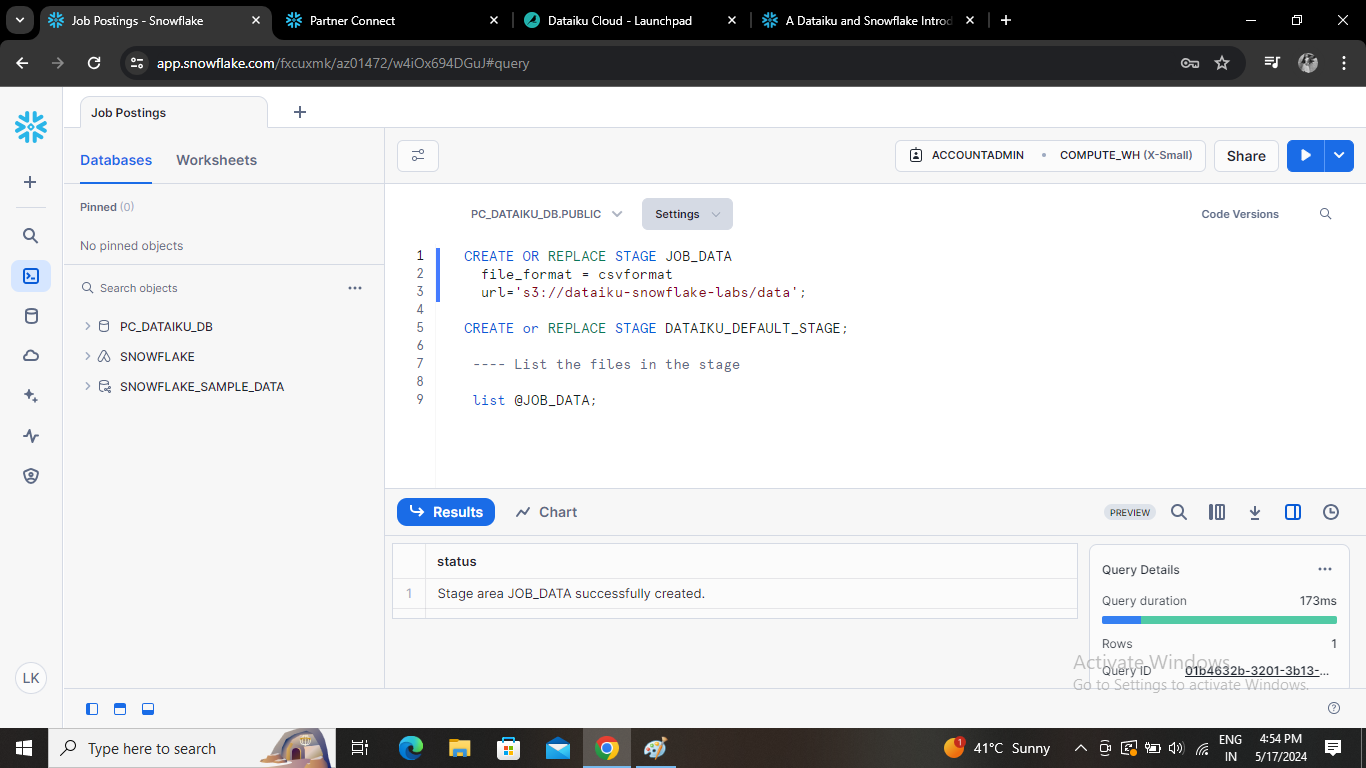 Job Postings - Snowflake
Partner Connect
Dataiku Cloud - Launchpad
A Dataiku and Snowflake Introd
app.snowflake.com/fxcuxmk/az01472/w4iOx694DGuJ#query
Job Postings
Databases Worksheets
Pinned (0)
No pinned objects
Search objects
PC_DATAIKU_DB
SNOWFLAKE
SNOWFLAKE_SAMPLE_DATA
LK
ACCOUNTADMIN • COMPUTE_WH (X-Small)
Share
PC_DATAIKU_DB.PUBLIC
Settings
Code Versions
1 CREATE OR REPLACE STAGE JOB_DATA
2 file_format = csvformat
3 url='s3://dataiku-snowflake-labs/data';
4
5 CREATE or REPLACE STAGE DATAIKU_DEFAULT_STAGE;
6
7 ---- List the files in the stage
8
9 list @JOB_DATA;
Results
Chart
PREVIEW
status
1 Stage area JOB_DATA successfully created.
Query Details
Query duration 173ms
Rows 1
Query ID 01b4632b-3201-3b13-...
Activate Windows
Go to Settings to activate Windows.
Type here to search
1
41°C Sunny
ENG
IN
4:54 PM
5/17/2024